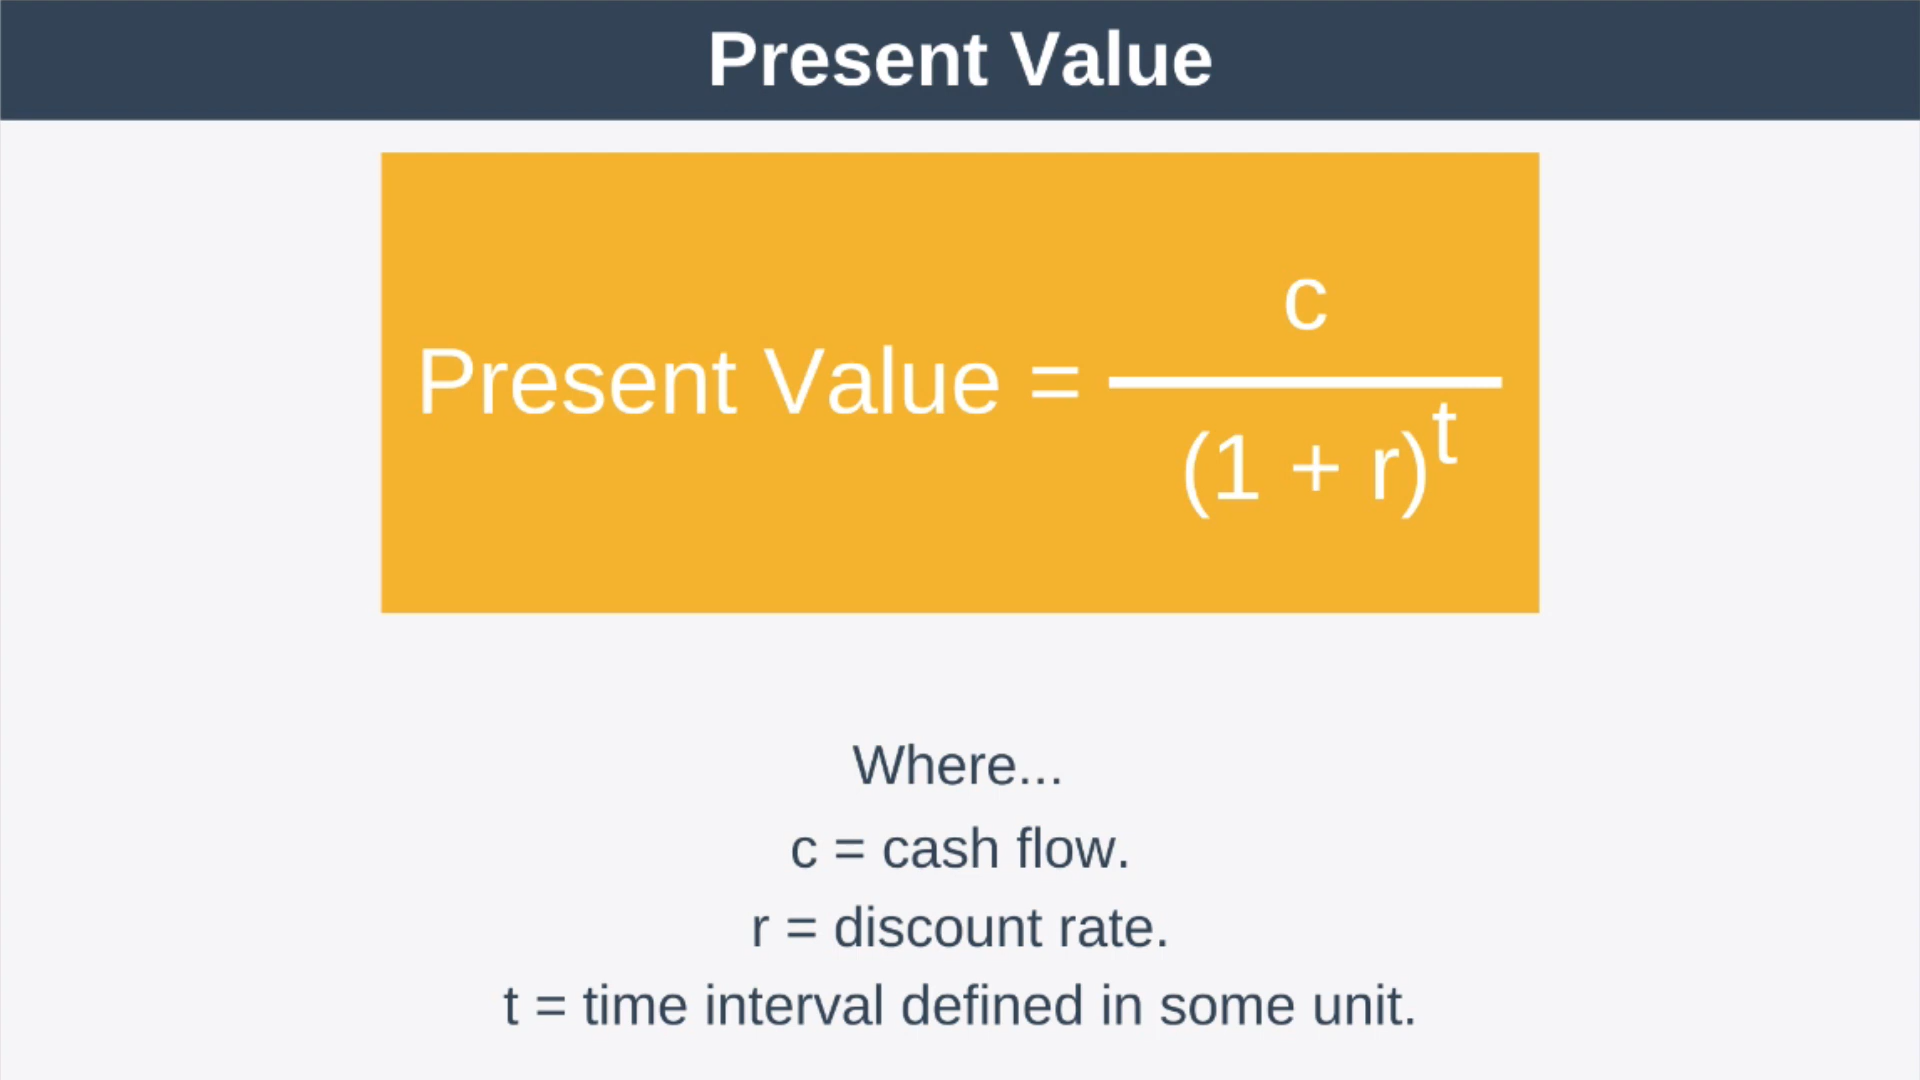 Present Value
c
Present Value =
(1 + r)^t
Where...
c = cash flow.
r = discount rate.
t = time interval defined in some unit.